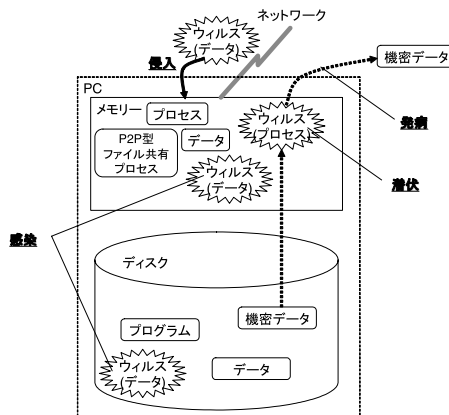 ネットワーク
ウィルス
(データ)
侵入
機密データ
PC
メモリー
プロセス
ウィルス
(プロセス)
発病
P2P型
ファイル共有
プロセス
データ
ウィルス
(データ)
潜伏
感染
ディスク
機密データ
プログラム
ウィルス
(データ)
データ